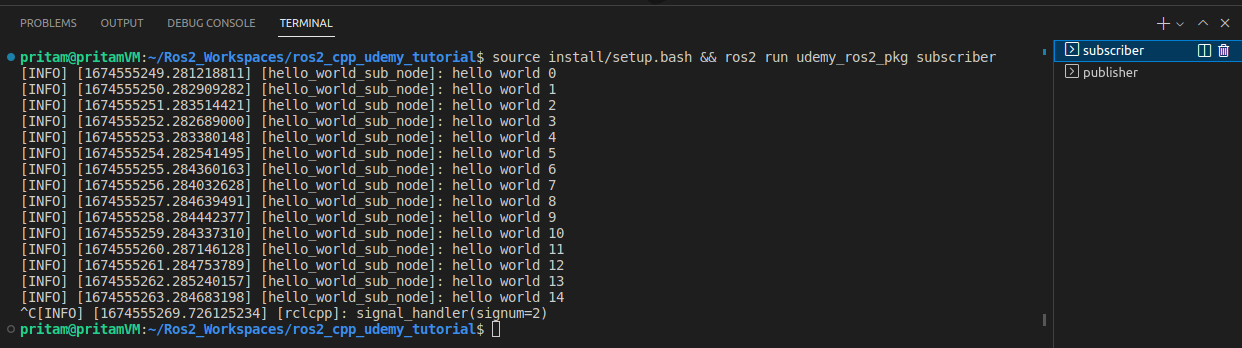 PROBLEMS OUTPUT DEBUG CONSOLE TERMINAL
pritam@pritamVM:~/Ros2_Workspaces/ros2_cpp_udemy_tutorial$ source install/setup.bash && ros2 run udemy_ros2_pkg subscriber
[INFO] [1674555249.281218811] [hello_world_sub_node]: hello world 0
[INFO] [1674555250.282909282] [hello_world_sub_node]: hello world 1
[INFO] [1674555251.283514421] [hello_world_sub_node]: hello world 2
[INFO] [1674555252.282689000] [hello_world_sub_node]: hello world 3
[INFO] [1674555253.283380148] [hello_world_sub_node]: hello world 4
[INFO] [1674555254.282541495] [hello_world_sub_node]: hello world 5
[INFO] [1674555255.284360163] [hello_world_sub_node]: hello world 6
[INFO] [1674555256.284032628] [hello_world_sub_node]: hello world 7
[INFO] [1674555257.284639491] [hello_world_sub_node]: hello world 8
[INFO] [1674555258.284442377] [hello_world_sub_node]: hello world 9
[INFO] [1674555259.284337310] [hello_world_sub_node]: hello world 10
[INFO] [1674555260.287146128] [hello_world_sub_node]: hello world 11
[INFO] [1674555261.284753789] [hello_world_sub_node]: hello world 12
[INFO] [1674555262.285240157] [hello_world_sub_node]: hello world 13
[INFO] [1674555263.284683198] [hello_world_sub_node]: hello world 14
^C[INFO] [1674555269.726125234] [rclcpp]: signal_handler(signum=2)
pritam@pritamVM:~/Ros2_Workspaces/ros2_cpp_udemy_tutorial$
subscriber
publisher